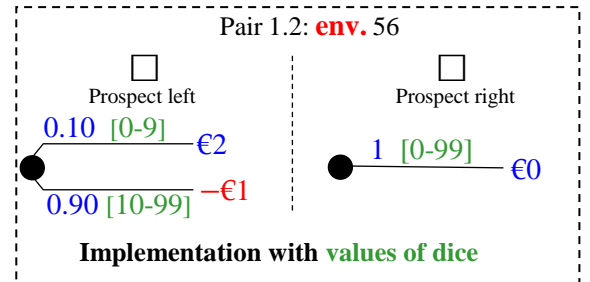 Pair 1.2: env. 56
Prospect left
Prospect right
0.10 [0-9]
€2
1 [0-99]
€0
−€1
0.90 [10-99]
Implementation with values of dice